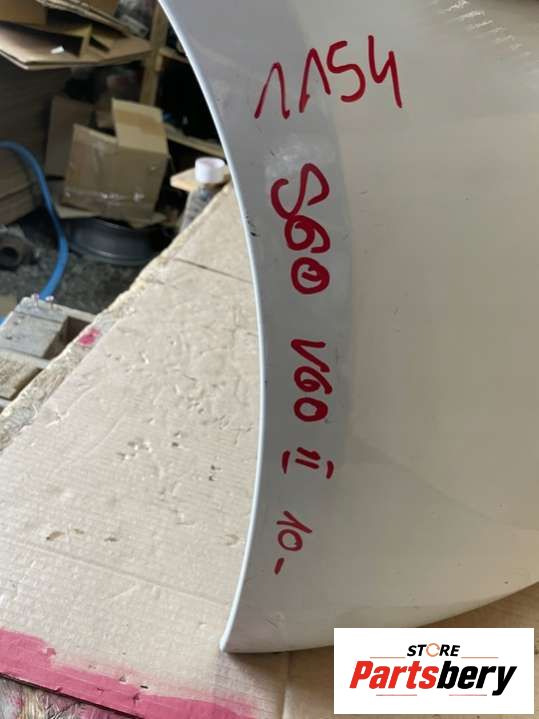 1154
S60 V60 II 10-
STORE
Partsbery